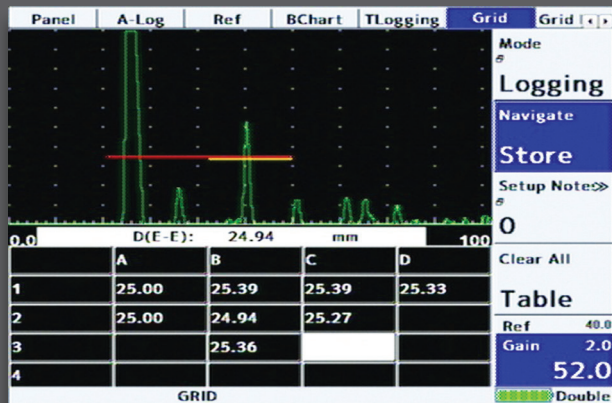 Panel A-Log Ref BChart TLogging Grid Grid
Mode
Logging
Navigate
Store
Setup Notes>>
0
0.0 D(E-E): 24.94 mm 100
Clear All
Table
A B C D
1 25.00 25.39 25.39 25.33
2 25.00 24.94 25.27
3 25.36
4
Ref 40.0
Gain 2.0
52.0
GRID
Double